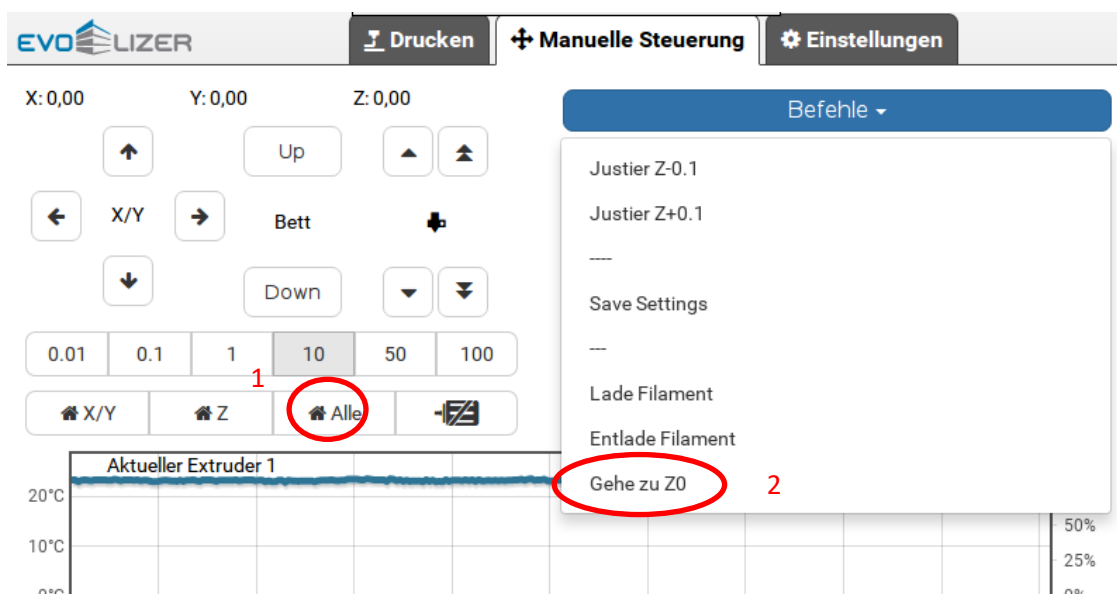 EVOLIZER
Drucken
Manuelle Steuerung
Einstellungen
X: 0,00 Y: 0,00 Z: 0,00
Befehle
Up
Justier Z-0.1
X/Y
Bett
Justier Z+0.1
----
Down
Save Settings
0.01 0.1 1 10 50 100
---
1
Lade Filament
X/Y Z Alle
Entlade Filament
Aktueller Extruder 1
Gehe zu Z0
2
20°C
50%
10°C
25%
0°C
0%